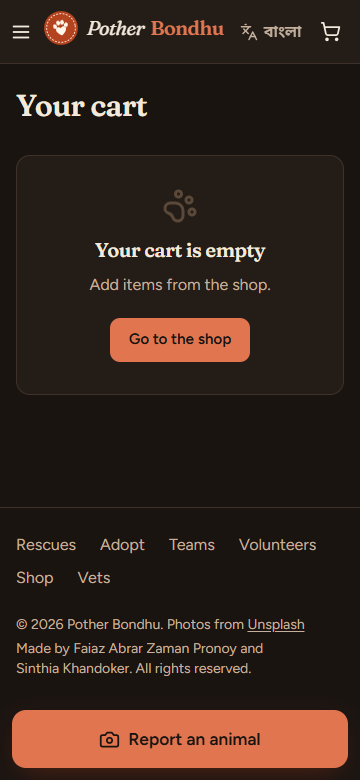 Pother Bondhu
বাংলা
Your cart
Your cart is empty
Add items from the shop.
Go to the shop
Rescues Adopt Teams Volunteers
Shop Vets
© 2026 Pother Bondhu. Photos from Unsplash
Made by Faiaz Abrar Zaman Pronoy and
Sinthia Khandoker. All rights reserved.
Report an animal